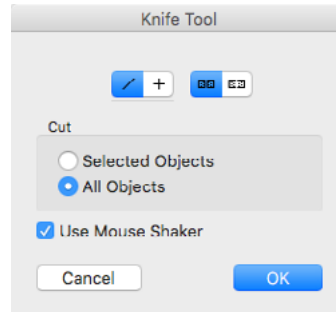 Knife Tool
Cut
Selected Objects
All Objects
Use Mouse Shaker
Cancel
OK